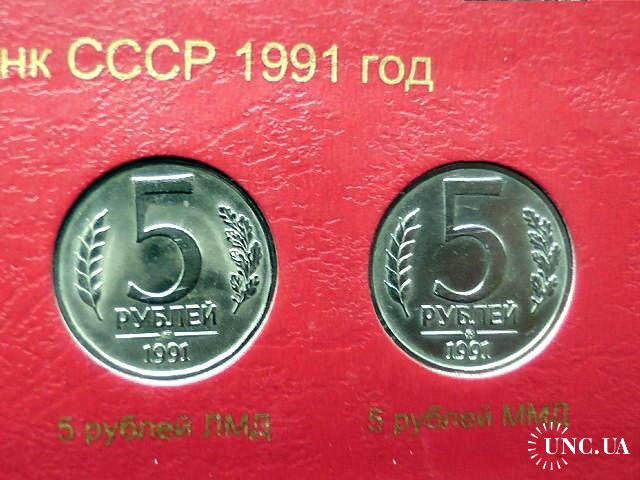 нк СССР 1991 год
5
РУБЛЕЙ
1991
5
РУБЛЕЙ
1991
5 рублей ЛМД
5 рублей ММД
UNC.UA